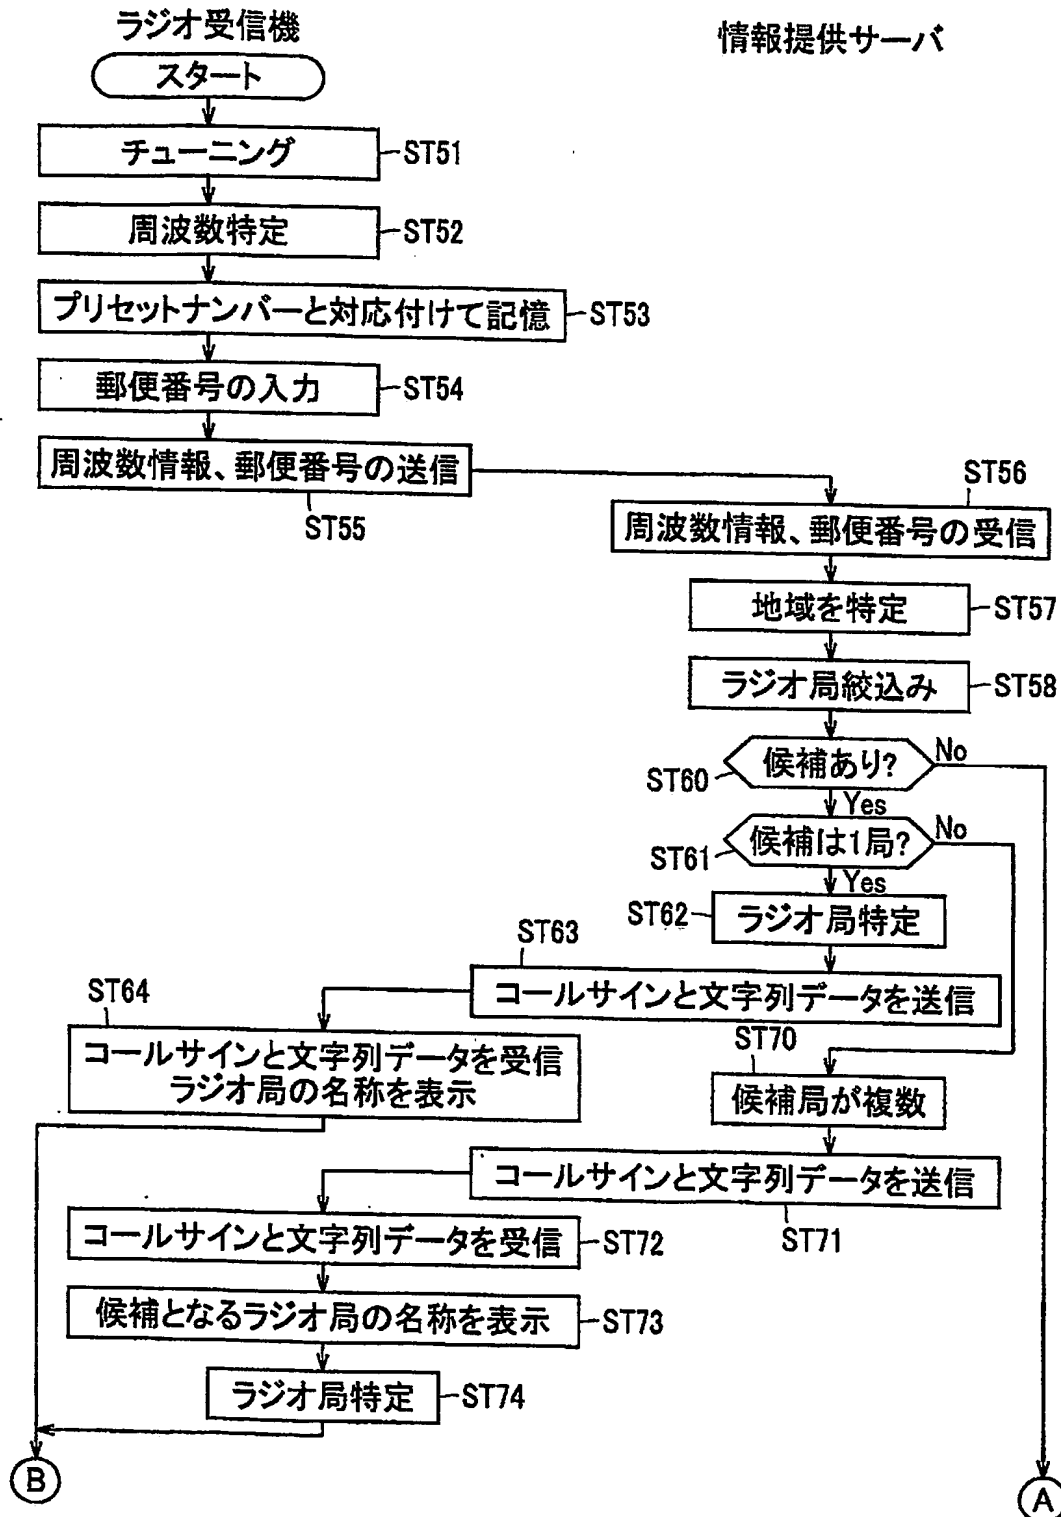 ラジオ受信機
情報提供サーバ
スタート
チューニング
ST51
周波数特定
ST52
プリセットナンバーと対応付けて記憶
ST53
郵便番号の入力
ST54
周波数情報、郵便番号の送信
ST55
ST56
周波数情報、郵便番号の受信
地域を特定
ST57
ラジオ局絞込み
ST58
候補あり?
No
ST60
Yes
候補は1局?
No
ST61
Yes
ST62
ラジオ局特定
ST63
コールサインと文字列データを送信
ST64
コールサインと文字列データを受信
ラジオ局の名称を表示
ST70
候補局が複数
コールサインと文字列データを送信
ST71
コールサインと文字列データを受信
ST72
候補となるラジオ局の名称を表示
ST73
ラジオ局特定
ST74
B
A